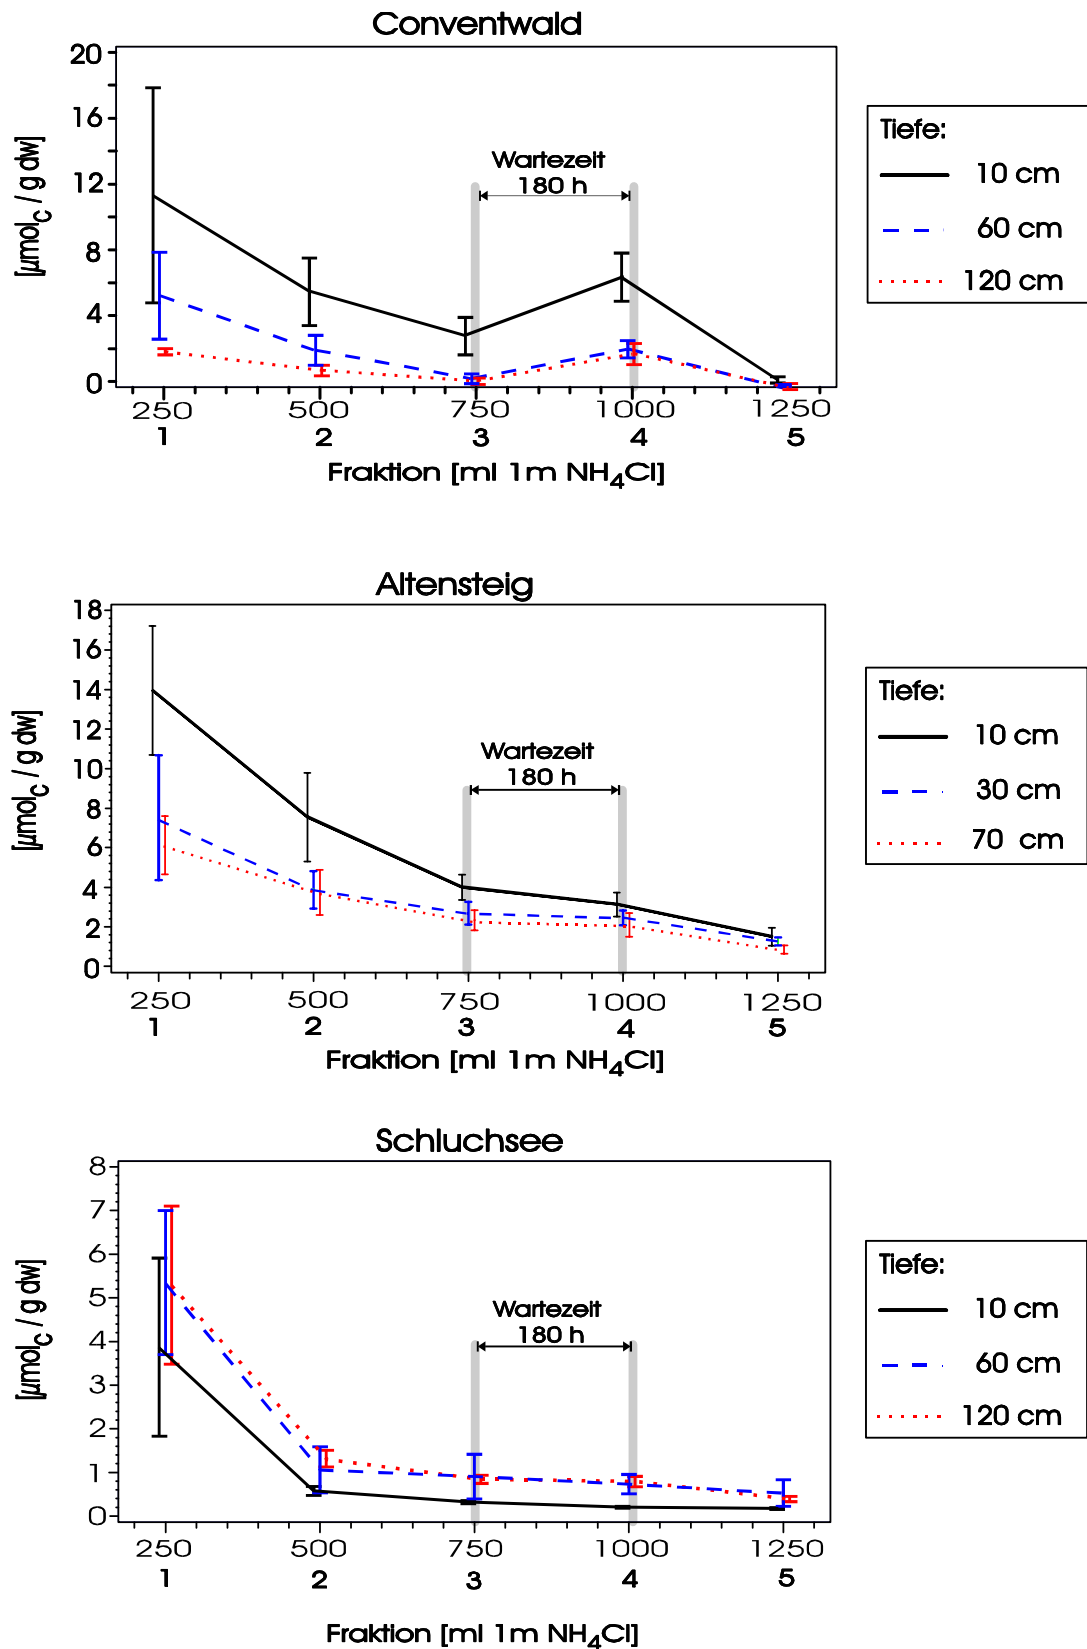 Conventwald
20
16
12
8
4
0
[µmolC / g dw]
Wartezeit
180 h
250 500 750 1000 1250
1 2 3 4 5
Fraktion [ml 1m NH4Cl]
Tiefe:
10 cm
60 cm
120 cm
Altensteig
18
16
14
12
10
8
6
4
2
0
[µmolC / g dw]
Wartezeit
180 h
250 500 750 1000 1250
1 2 3 4 5
Fraktion [ml 1m NH4Cl]
Tiefe:
10 cm
30 cm
70 cm
Schluchsee
8
7
6
5
4
3
2
1
0
[µmolC / g dw]
Wartezeit
180 h
250 500 750 1000 1250
1 2 3 4 5
Fraktion [ml 1m NH4Cl]
Tiefe:
10 cm
60 cm
120 cm